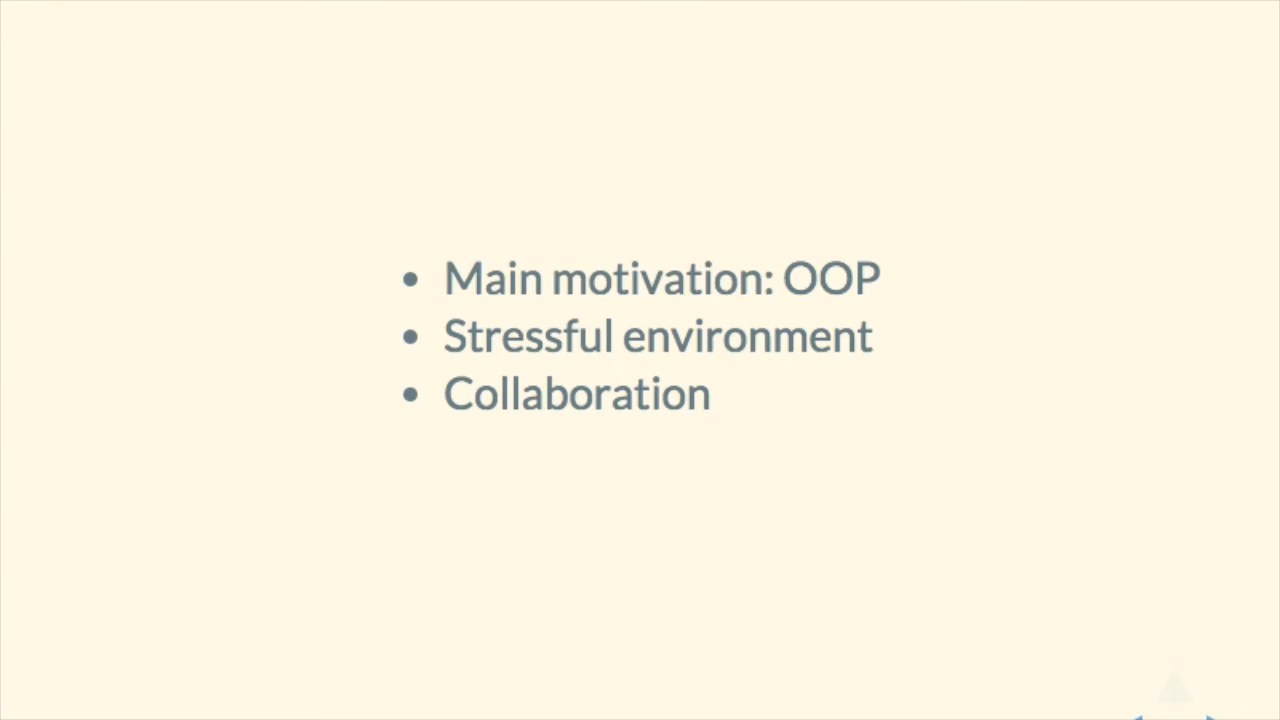 • Main motivation: OOP
• Stressful environment
• Collaboration